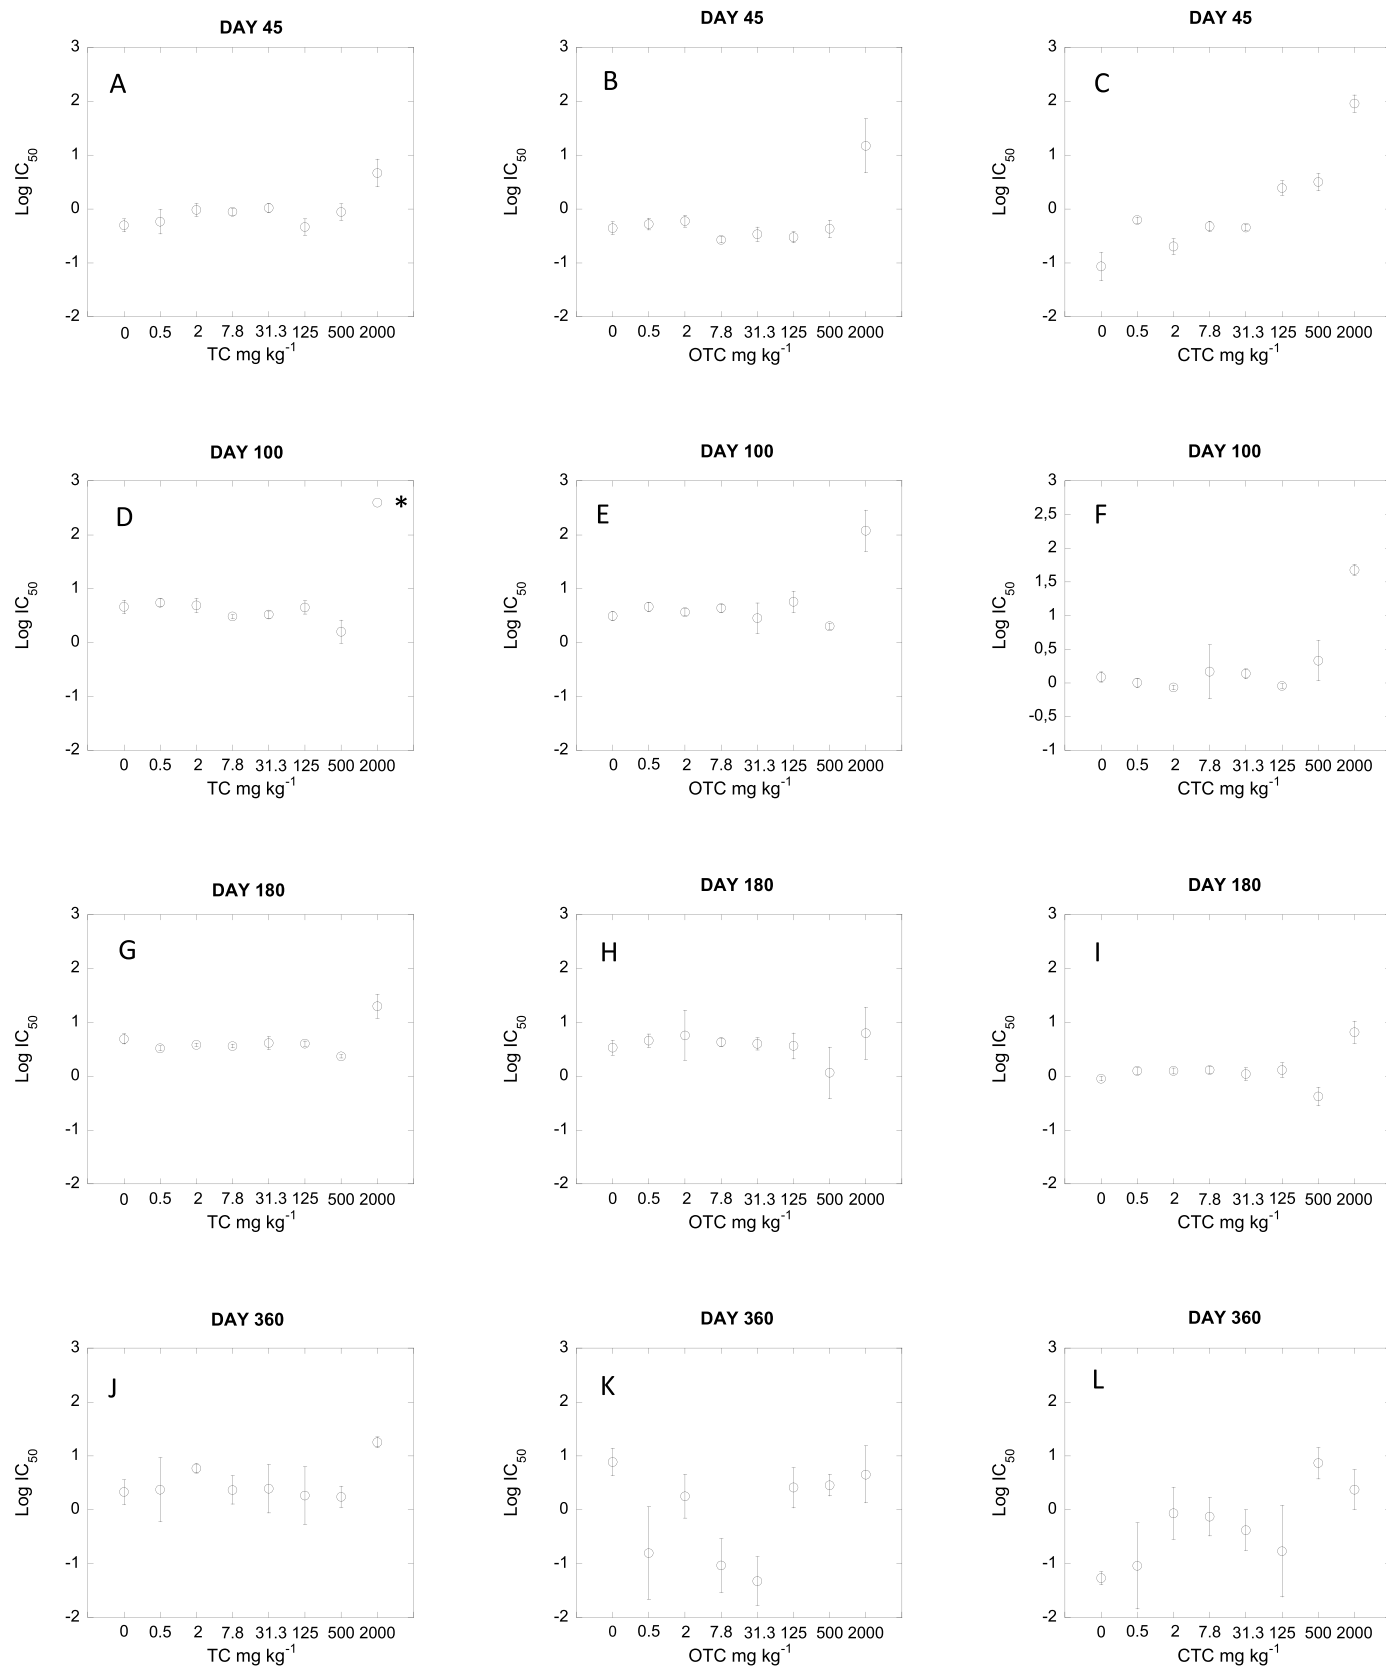 DAY 45
A
3
2
1
0
-1
-2
Log IC50
0 0.5 2 7.8 31.3 125 500 2000
TC mg kg-1
DAY 45
B
3
2
1
0
-1
-2
Log IC50
0 0.5 2 7.8 31.3 125 500 2000
OTC mg kg-1
DAY 45
C
3
2
1
0
-1
-2
Log IC50
0 0.5 2 7.8 31.3 125 500 2000
CTC mg kg-1
DAY 100
D
*
3
2
1
0
-1
-2
Log IC50
0 0.5 2 7.8 31.3 125 500 2000
TC mg kg-1
DAY 100
E
3
2
1
0
-1
-2
Log IC50
0 0.5 2 7.8 31.3 125 500 2000
OTC mg kg-1
DAY 100
F
3
2,5
2
1,5
1
0,5
0
-0,5
-1
Log IC50
0 0.5 2 7.8 31.3 125 500 2000
CTC mg kg-1
DAY 180
G
3
2
1
0
-1
-2
Log IC50
0 0.5 2 7.8 31.3 125 500 2000
TC mg kg-1
DAY 180
H
3
2
1
0
-1
-2
Log IC50
0 0.5 2 7.8 31.3 125 500 2000
OTC mg kg-1
DAY 180
I
3
2
1
0
-1
-2
Log IC50
0 0.5 2 7.8 31.3 125 500 2000
CTC mg kg-1
DAY 360
J
3
2
1
0
-1
-2
Log IC50
0 0.5 2 7.8 31.3 125 500 2000
TC mg kg-1
DAY 360
K
3
2
1
0
-1
-2
Log IC50
0 0.5 2 7.8 31.3 125 500 2000
OTC mg kg-1
DAY 360
L
3
2
1
0
-1
-2
Log IC50
0 0.5 2 7.8 31.3 125 500 2000
CTC mg kg-1